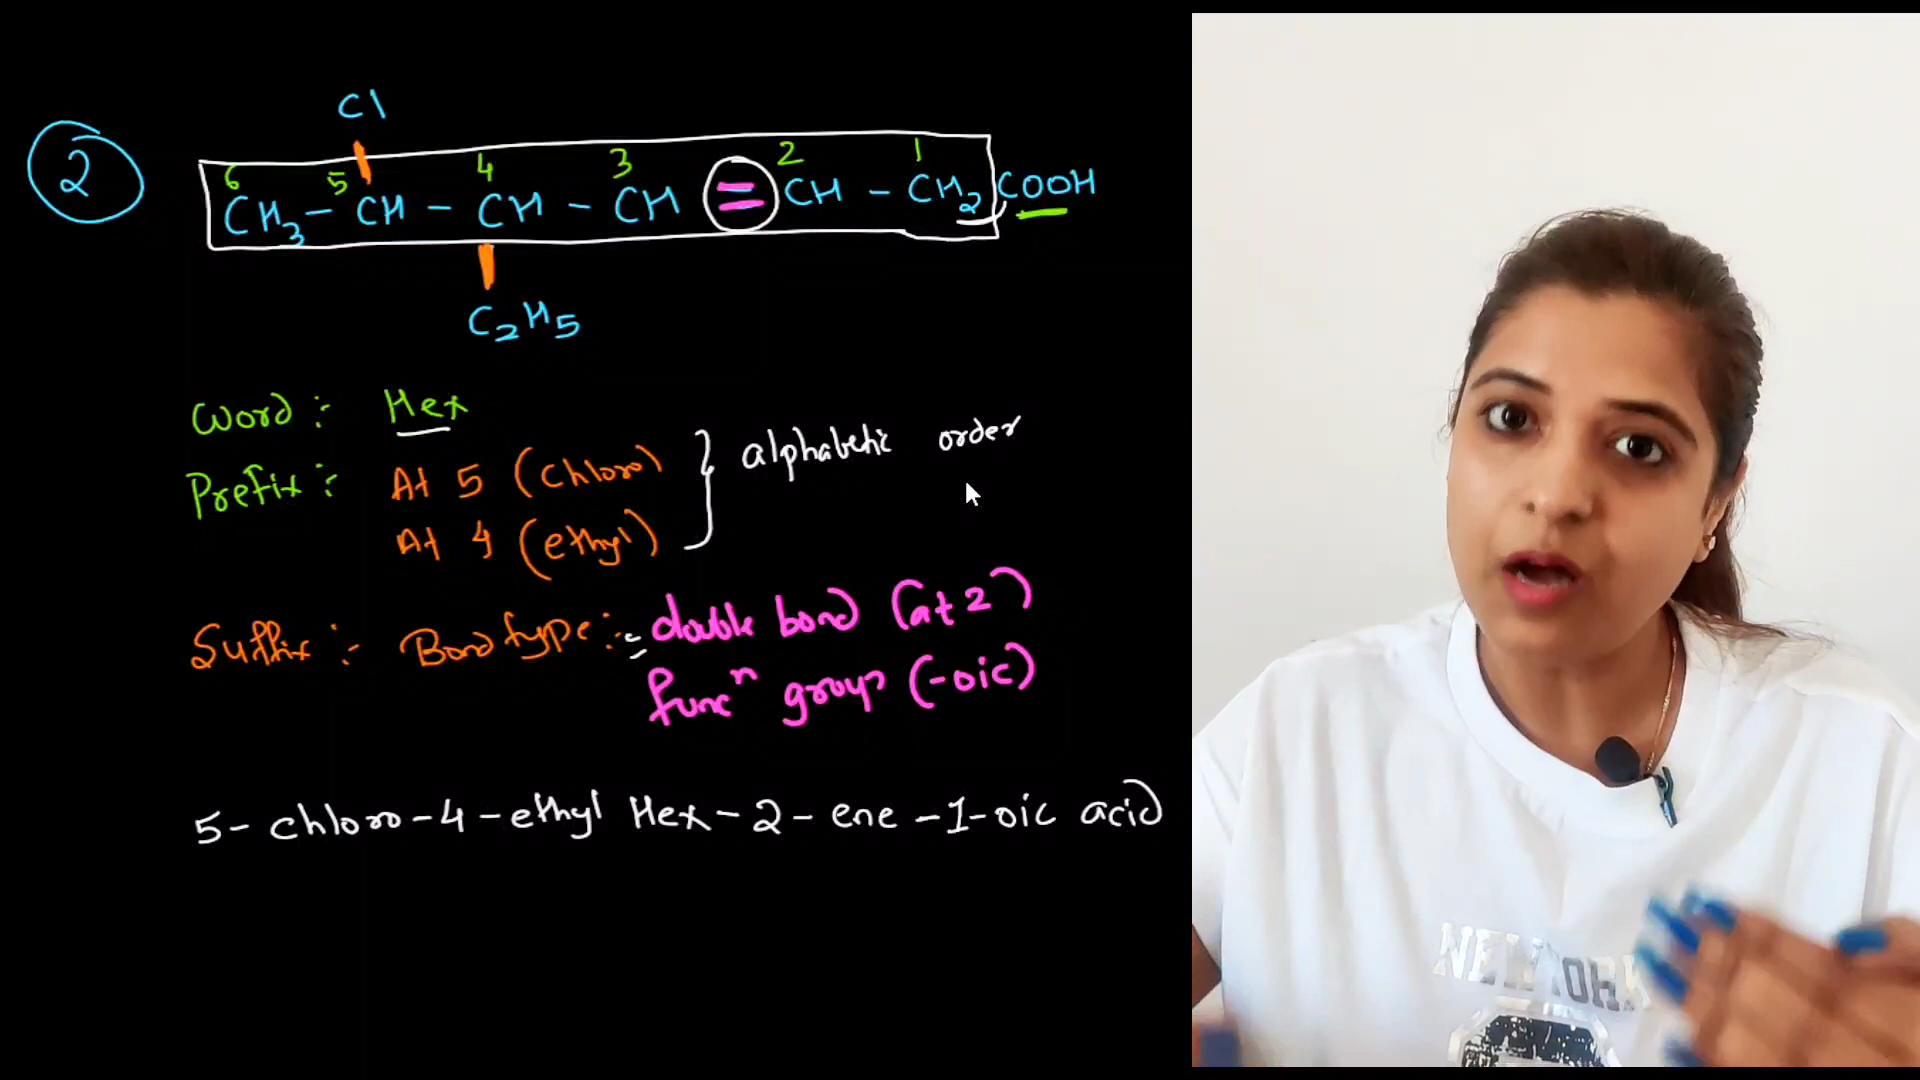 2
Cl
6 5 4 3 2 1
CH3 – CH – CH – CH = CH – CH2 COOH
C2H5
Word :- Hex
Prefix :- At 5 (Chloro) } alphabetic order
At 4 (ethyl)
Suffix :- Bond type :- double bond (at 2)
funcⁿ group (-oic)
5- chloro-4-ethyl Hex-2-ene-1-oic acid